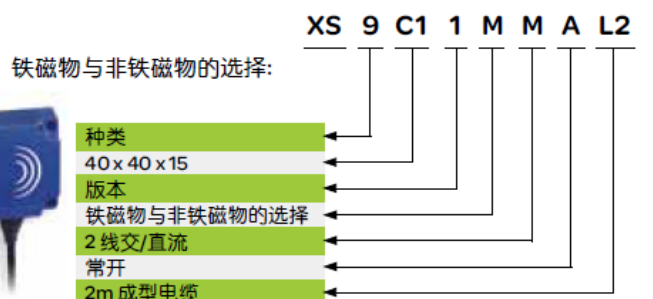 XS 9 C1 1 M M A L2
铁磁物与非铁磁物的选择:
种类
40 x 40 x 15
版本
铁磁物与非铁磁物的选择
2 线交/直流
常开
2m 成型电缆